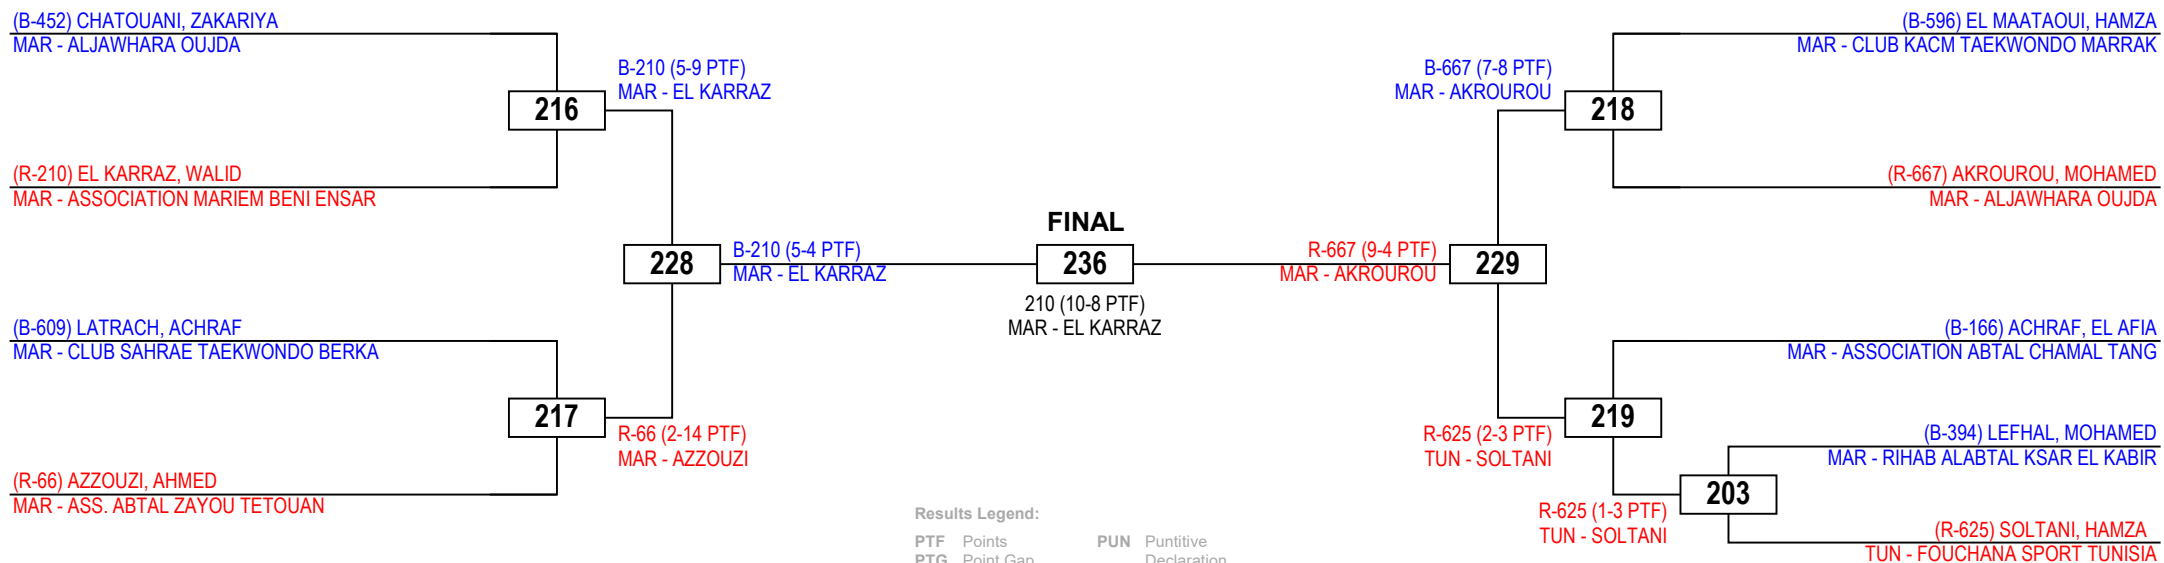 (B-452) CHATOUANI, ZAKARIYA
MAR - ALJAWHARA OUJDA
B-210 (5-9 PTF)
MAR - EL KARRAZ
216
(R-210) EL KARRAZ, WALID
MAR - ASSOCIATION MARIEM BENI ENSAR
228
B-210 (5-4 PTF)
MAR - EL KARRAZ
(B-609) LATRACH, ACHRAF
MAR - CLUB SAHRAE TAEKWONDO BERKA
217
R-66 (2-14 PTF)
MAR - AZZOUZI
(R-66) AZZOUZI, AHMED
MAR - ASS. ABTAL ZAYOU TETOUAN
FINAL
236
210 (10-8 PTF)
MAR - EL KARRAZ
(B-596) EL MAATAOUI, HAMZA
MAR - CLUB KACM TAEKWONDO MARRAK
B-667 (7-8 PTF)
MAR - AKROUROU
218
(R-667) AKROUROU, MOHAMED
MAR - ALJAWHARA OUJDA
R-667 (9-4 PTF)
MAR - AKROUROU
229
(B-166) ACHRAF, EL AFIA
MAR - ASSOCIATION ABTAL CHAMAL TANG
219
R-625 (2-3 PTF)
TUN - SOLTANI
(B-394) LEFHAL, MOHAMED
MAR - RIHAB ALABTAL KSAR EL KABIR
203
R-625 (1-3 PTF)
TUN - SOLTANI
(R-625) SOLTANI, HAMZA
TUN - FOUCHANA SPORT TUNISIA
Results Legend:
PTF Points
PUN Puntitive
PTG Point Gap
Declaration